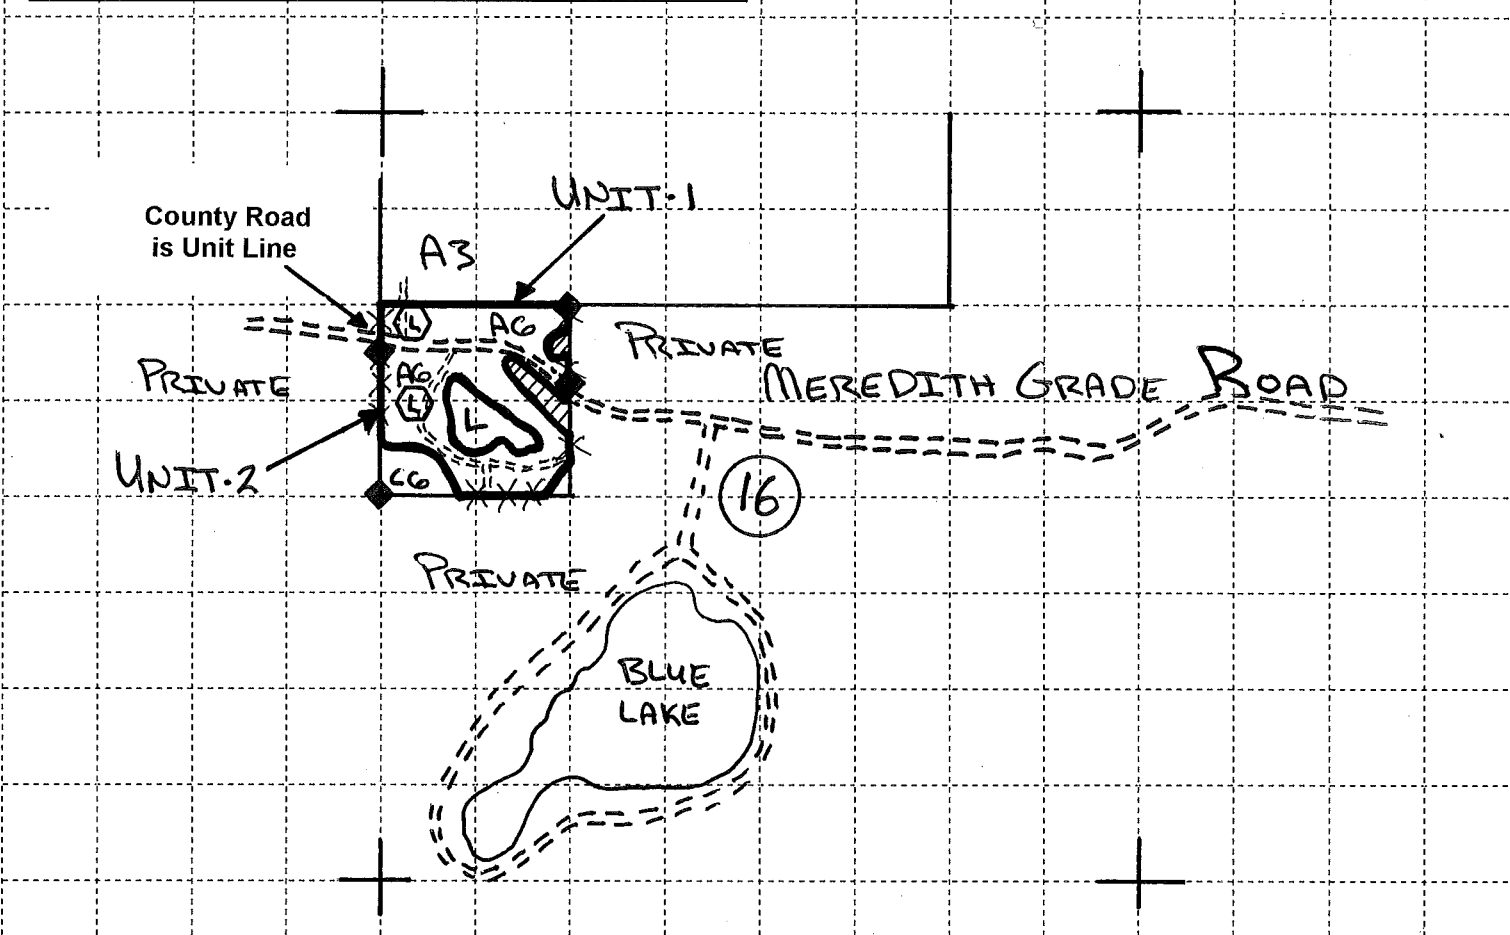 UNIT-1
County Road
is Unit Line
A3
L
A6
PRIVATE
PRIVATE
A6
L
L
MEREDITH GRADE ROAD
UNIT-2
C6
16
PRIVATE
BLUE
LAKE